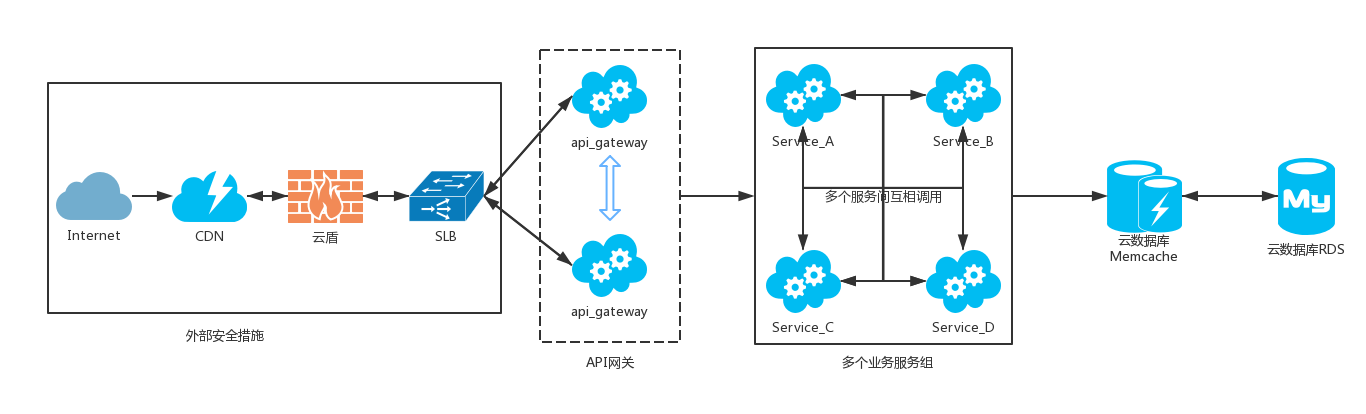 Internet
CDN
云盾
SLB
外部安全措施
api_gateway
api_gateway
API网关
Service_A
Service_B
多个服务间互相调用
Service_C
Service_D
多个业务服务组
云数据库
Memcache
My
云数据库RDS